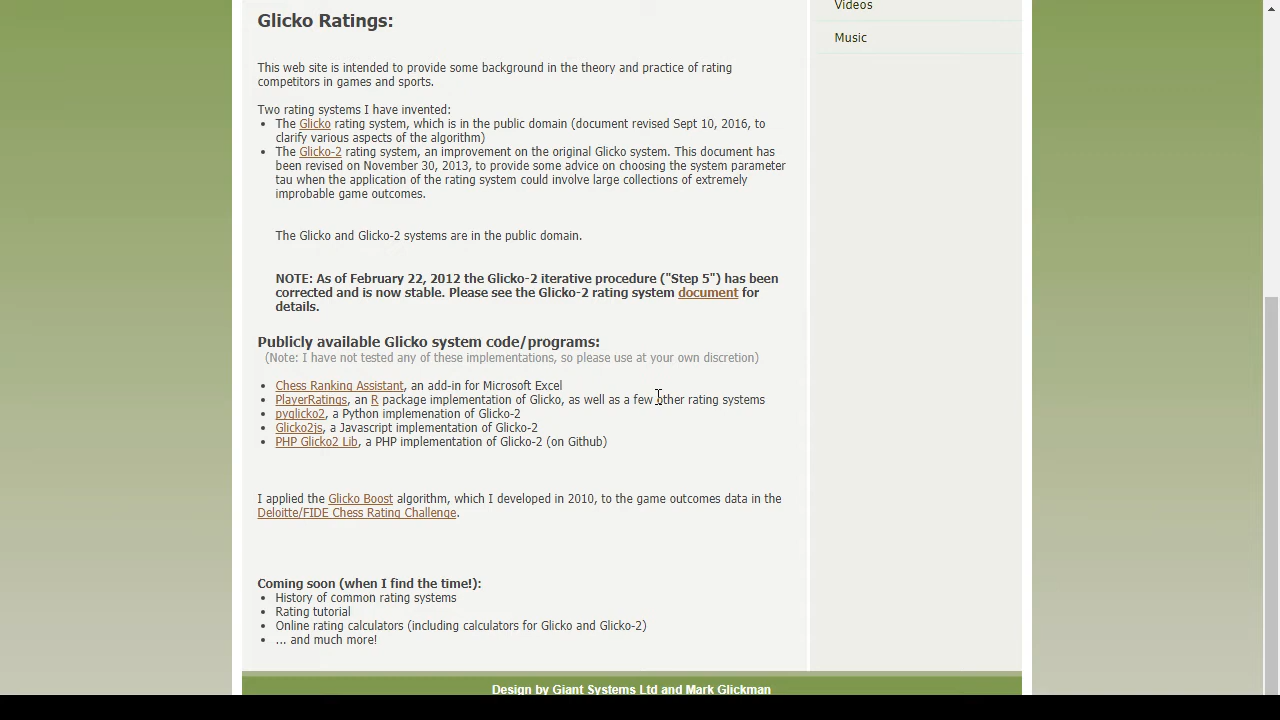 Glicko Ratings:
Videos
Music
This web site is intended to provide some background in the theory and practice of rating
competitors in games and sports.
Two rating systems I have invented:
The Glicko rating system, which is in the public domain (document revised Sept 10, 2016, to
clarify various aspects of the algorithm)
The Glicko-2 rating system, an improvement on the original Glicko system. This document has
been revised on November 30, 2013, to provide some advice on choosing the system parameter
tau when the application of the rating system could involve large collections of extremely
improbable game outcomes.
The Glicko and Glicko-2 systems are in the public domain.
NOTE: As of February 22, 2012 the Glicko-2 iterative procedure ("Step 5") has been
corrected and is now stable. Please see the Glicko-2 rating system document for
details.
Publicly available Glicko system code/programs:
(Note: I have not tested any of these implementations, so please use at your own discretion)
Chess Ranking Assistant, an add-in for Microsoft Excel
PlayerRatings, an R package implementation of Glicko, as well as a few other rating systems
pyglicko2, a Python implemenation of Glicko-2
Glicko2js, a Javascript implementation of Glicko-2
PHP Glicko2 Lib, a PHP implementation of Glicko-2 (on Github)
I applied the Glicko Boost algorithm, which I developed in 2010, to the game outcomes data in the
Deloitte/FIDE Chess Rating Challenge.
Coming soon (when I find the time!):
History of common rating systems
Rating tutorial
Online rating calculators (including calculators for Glicko and Glicko-2)
... and much more!
Design by Giant Systems Ltd and Mark Glickman